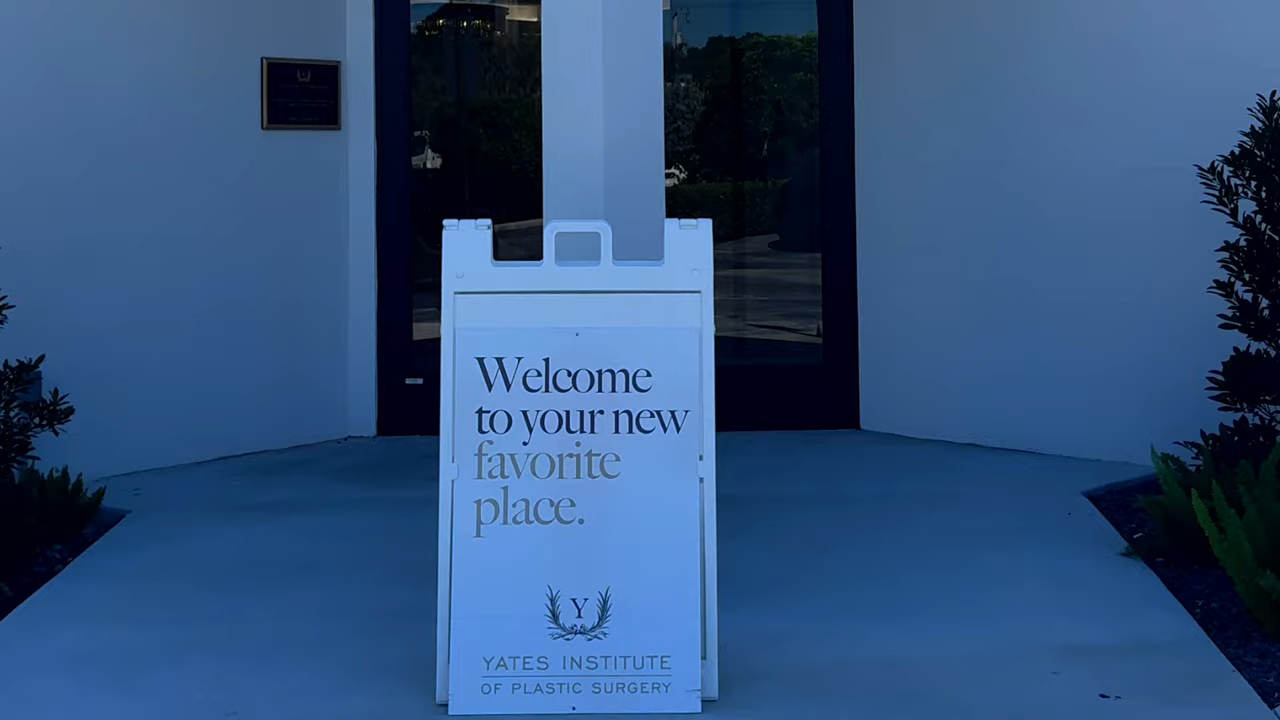 Welcome
to your new
favorite
place.
Y
YATES INSTITUTE
OF PLASTIC SURGERY